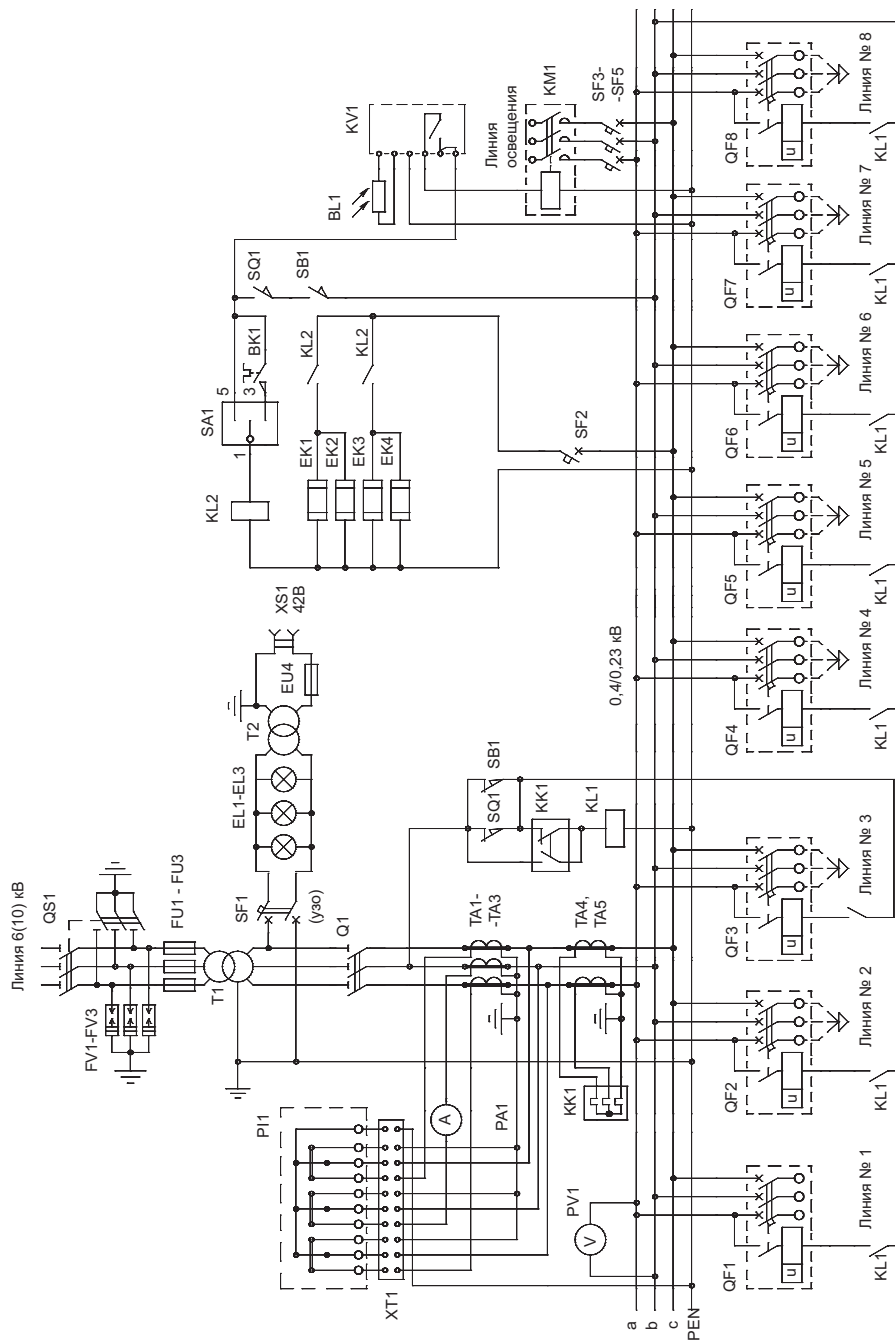 Линия 6(10) кВ
QS1
FV1-FV3
FU1 - FU3
T1
SF1
(узо)
Q1
EL1-EL3
T2
EU4
XS1
42В
KL2
SA1
1
5
3
BK1
SQ1
SB1
EK1
EK2
EK3
EK4
KL2
KL2
SF2
BL1
KV1
Линия
освещения
KM1
SF3-
-SF5
PI1
XT1
A
PA1
TA1-
-TA3
TA4,
TA5
KK1
SQ1
SB1
KK1
KL1
PV1
V
0,4/0,23 кВ
a
b
c
PEN
QF1
u
KL1
Линия № 1
QF2
u
KL1
Линия № 2
QF3
u
Линия № 3
QF4
u
KL1
Линия № 4
QF5
u
KL1
Линия № 5
QF6
u
KL1
Линия № 6
QF7
u
KL1
Линия № 7
QF8
u
KL1
Линия № 8